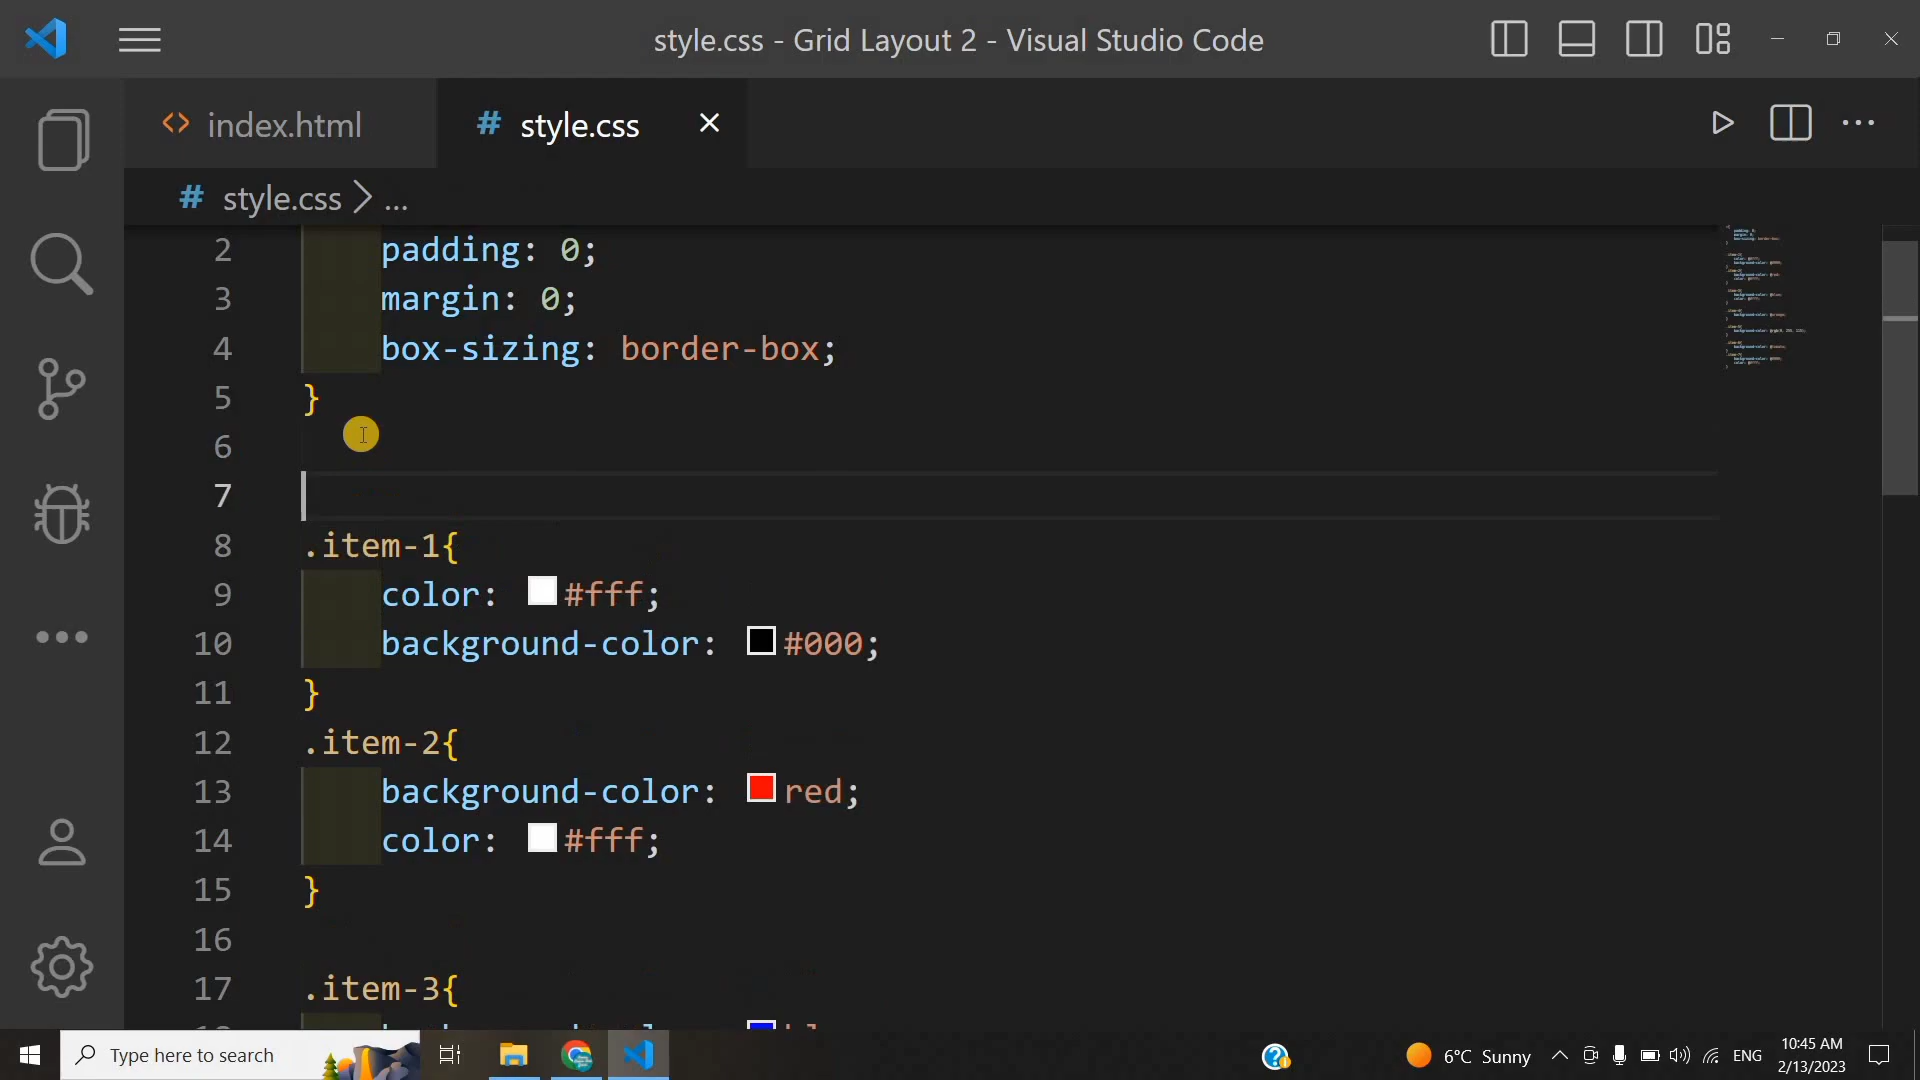 style.css - Grid Layout 2 - Visual Studio Code
index.html
# style.css
# style.css > ...
2 padding: 0;
3 margin: 0;
4 box-sizing: border-box;
5 }
6
7
8 .item-1{
9 color: #fff;
10 background-color: #000;
11 }
12 .item-2{
13 background-color: red;
14 color: #fff;
15 }
16
17 .item-3{
Type here to search
6°C Sunny
ENG
10:45 AM
2/13/2023